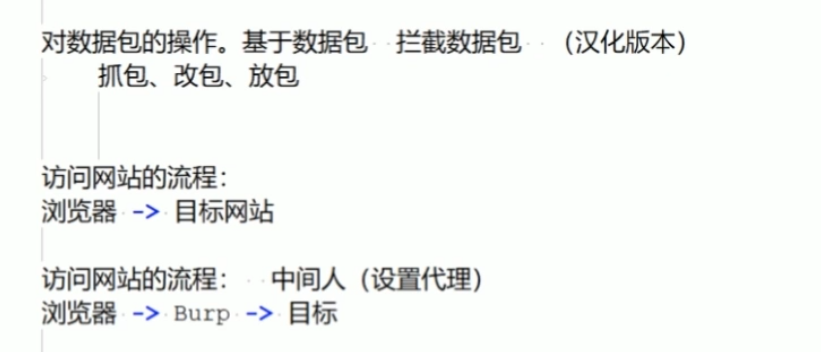 对数据包的操作。基于数据包 拦截数据包 （汉化版本）
抓包、改包、放包
访问网站的流程：
浏览器 -> 目标网站
访问网站的流程： 中间人（设置代理）
浏览器 -> Burp -> 目标